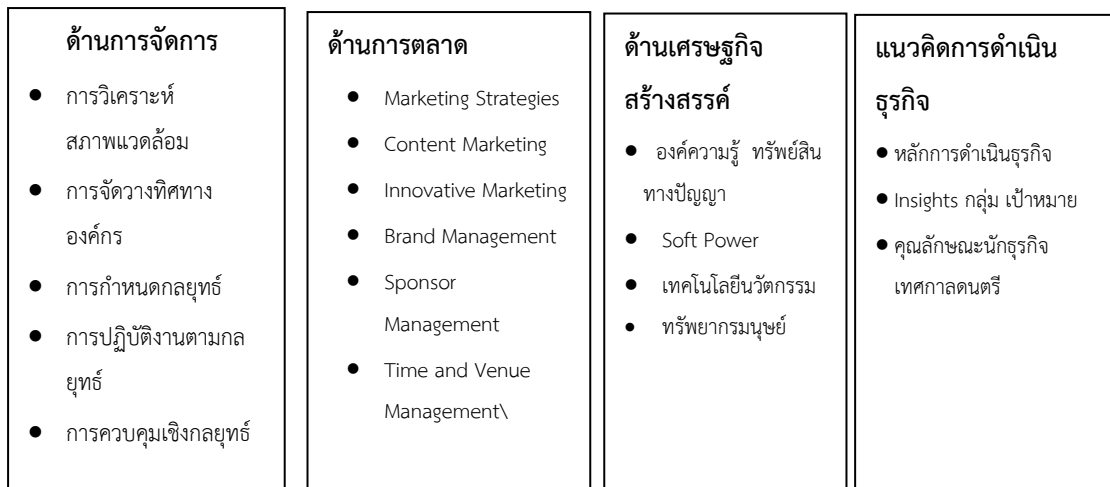 ด้านการจัดการ
● การวิเคราะห์
สภาพแวดล้อม
● การจัดวางทิศทาง
องค์กร
● การกำหนดกลยุทธ์
● การปฏิบัติงานตามกล
ยุทธ์
● การควบคุมเชิงกลยุทธ์
ด้านการตลาด
● Marketing Strategies
● Content Marketing
● Innovative Marketing
● Brand Management
● Sponsor
Management
● Time and Venue
Management\
ด้านเศรษฐกิจ
สร้างสรรค์
● องค์ความรู้ ทรัพย์สิน
ทางปัญญา
● Soft Power
● เทคโนโลยีนวัตกรรม
● ทรัพยากรมนุษย์
แนวคิดการดำเนิน
ธุรกิจ
● หลักการดำเนินธุรกิจ
● Insights กลุ่ม เป้าหมาย
● คุณลักษณะนักธุรกิจ
เทศกาลดนตรี